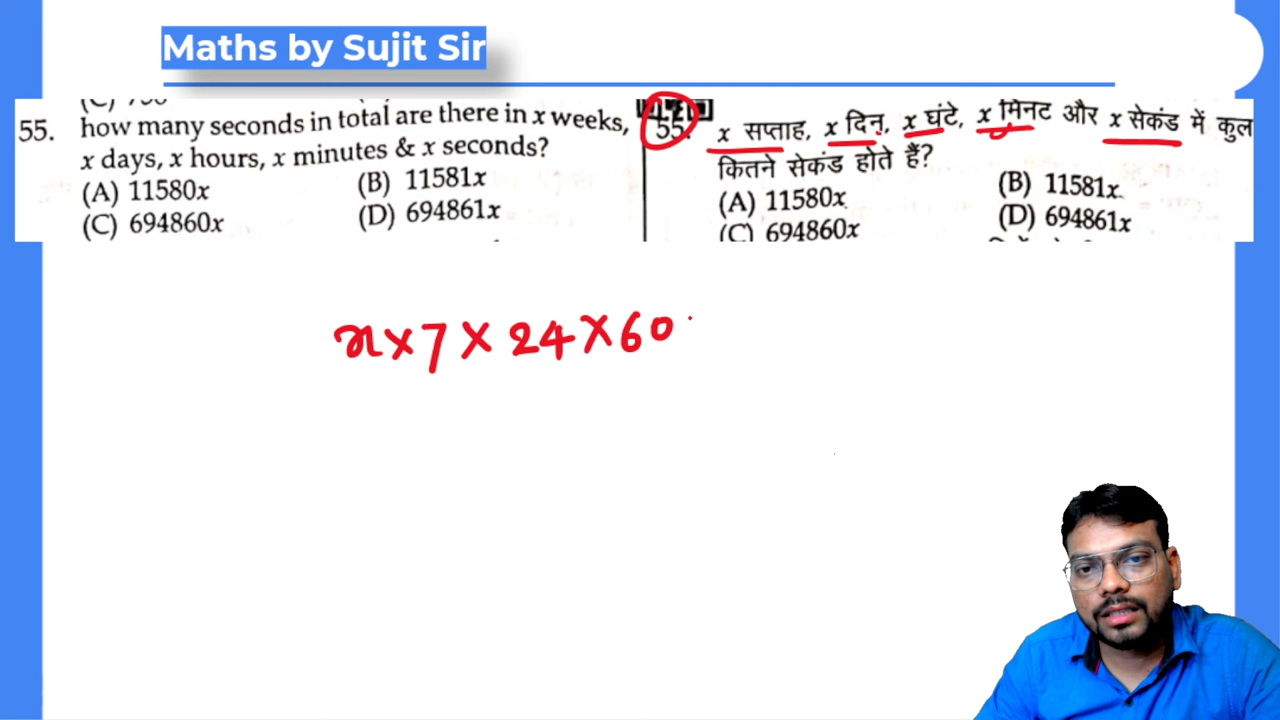 Maths by Sujit Sir
55. how many seconds in total are there in x weeks,
x days, x hours, x minutes & x seconds?
(A) 11580x (B) 11581x
(C) 694860x (D) 694861x
55. x सप्ताह, x दिन, x घंटे, x मिनट और x सेकंड में कुल
कितने सेकंड होते हैं?
(A) 11580x (B) 11581x
(C) 694860x (D) 694861x
x×7×24×60